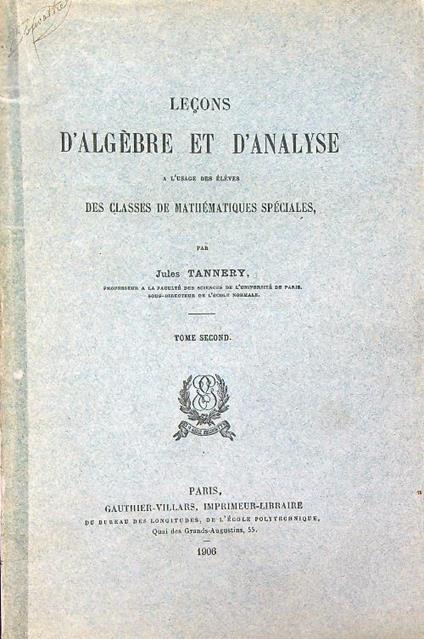 LEÇONS
D'ALGÈBRE ET D'ANALYSE
A L'USAGE DES ÉLÈVES
DES CLASSES DE MATHÉMATIQUES SPÉCIALES,
PAR
Jules TANNERY,
PROFESSEUR A LA FACULTÉ DES SCIENCES DE L'UNIVERSITÉ DE PARIS,
SOUS-DIRECTEUR DE L'ÉCOLE NORMALE.
TOME SECOND.
PARIS,
GAUTHIER-VILLARS, IMPRIMEUR-LIBRAIRE
DU BUREAU DES LONGITUDES, DE L'ÉCOLE POLYTECHNIQUE,
Quai des Grands-Augustins, 55.
1906